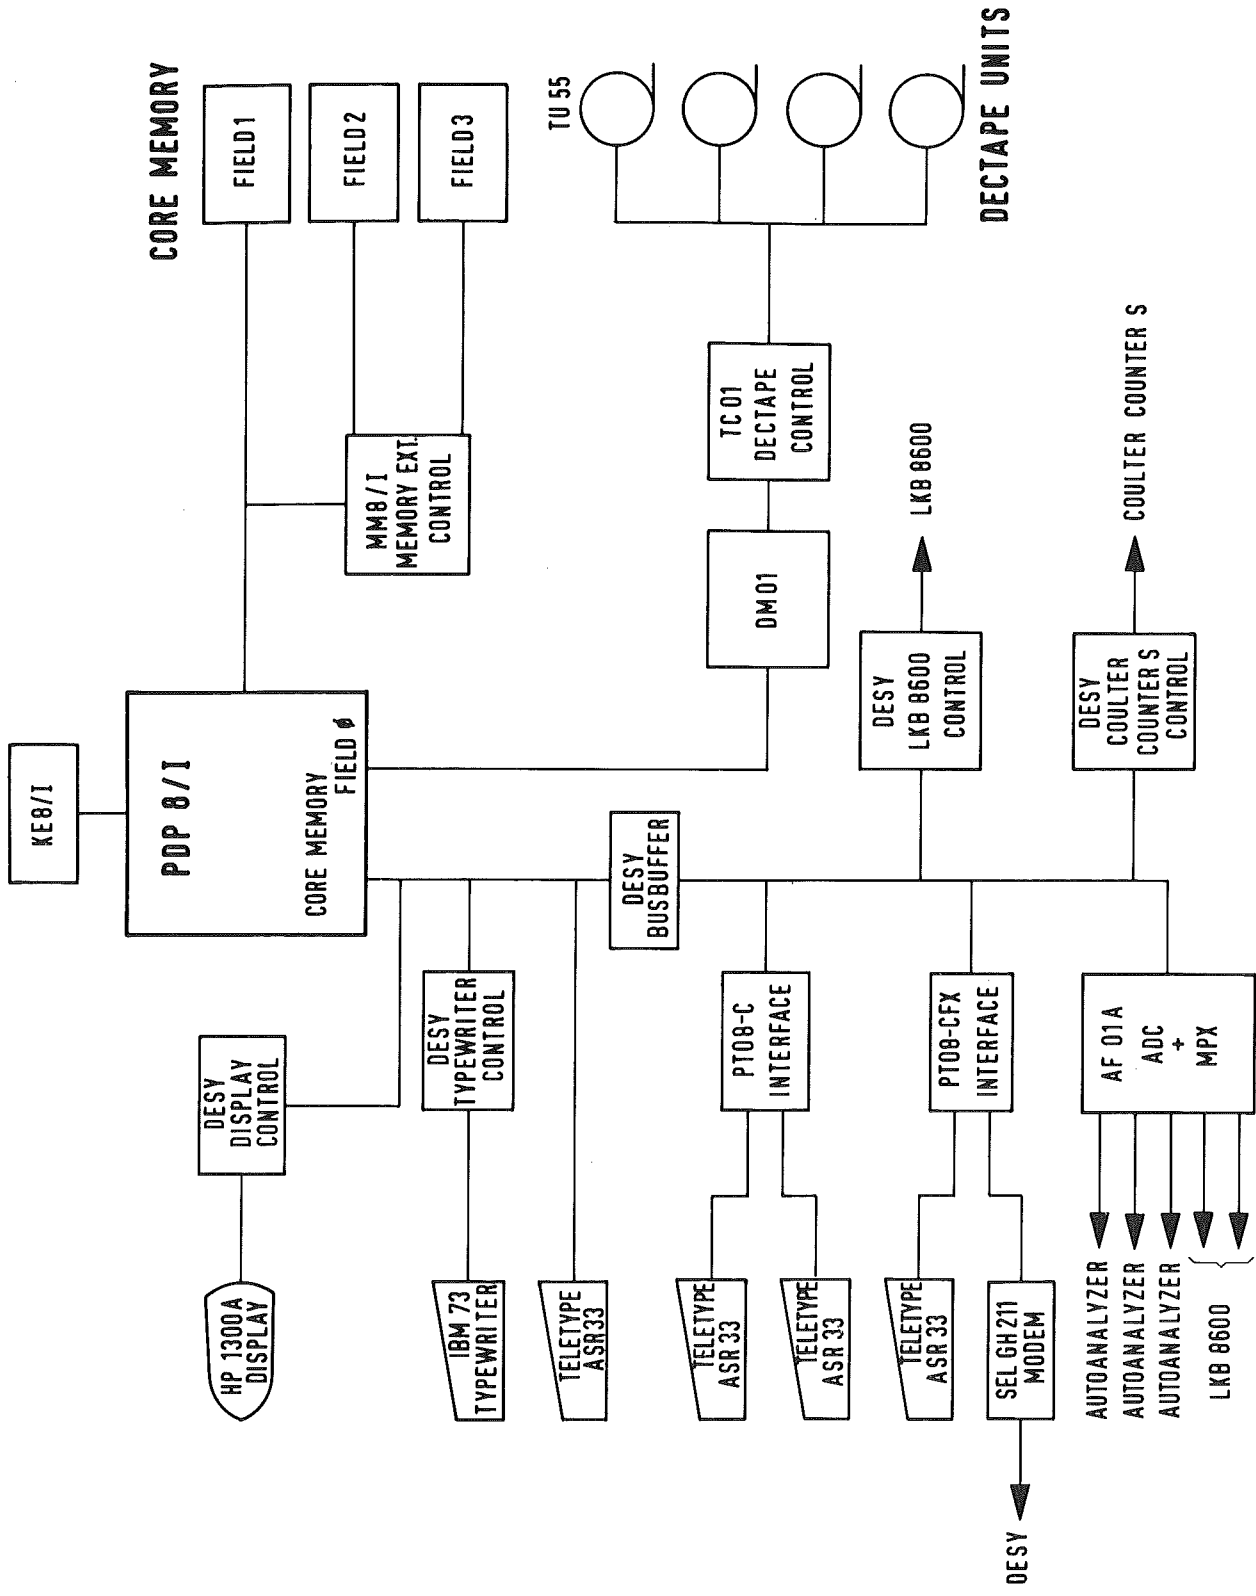 CORE MEMORY
FIELD1
FIELD2
FIELD3
TU 55
DECTAPE UNITS
MM8/I
MEMORY EXT.
CONTROL
TC 01
DECTAPE
CONTROL
DM 01
LKB 8600
COULTER COUNTER S
KE8/I
PDP 8/I
CORE MEMORY
FIELD ø
DESY
LKB 8600
CONTROL
DESY
COULTER
COUNTER S
CONTROL
DESY
BUSBUFFER
DESY
DISPLAY
CONTROL
DESY
TYPEWRITER
CONTROL
PT08-C
INTERFACE
PT08-CFX
INTERFACE
AF 01A
ADC
+
MPX
HP 1300A
DISPLAY
IBM 73
TYPEWRITER
TELETYPE
ASR33
TELETYPE
ASR 33
TELETYPE
ASR 33
TELETYPE
ASR 33
SEL GH 211
MODEM
AUTOANALYZER
AUTOANALYZER
AUTOANALYZER
LKB 8600
DESY